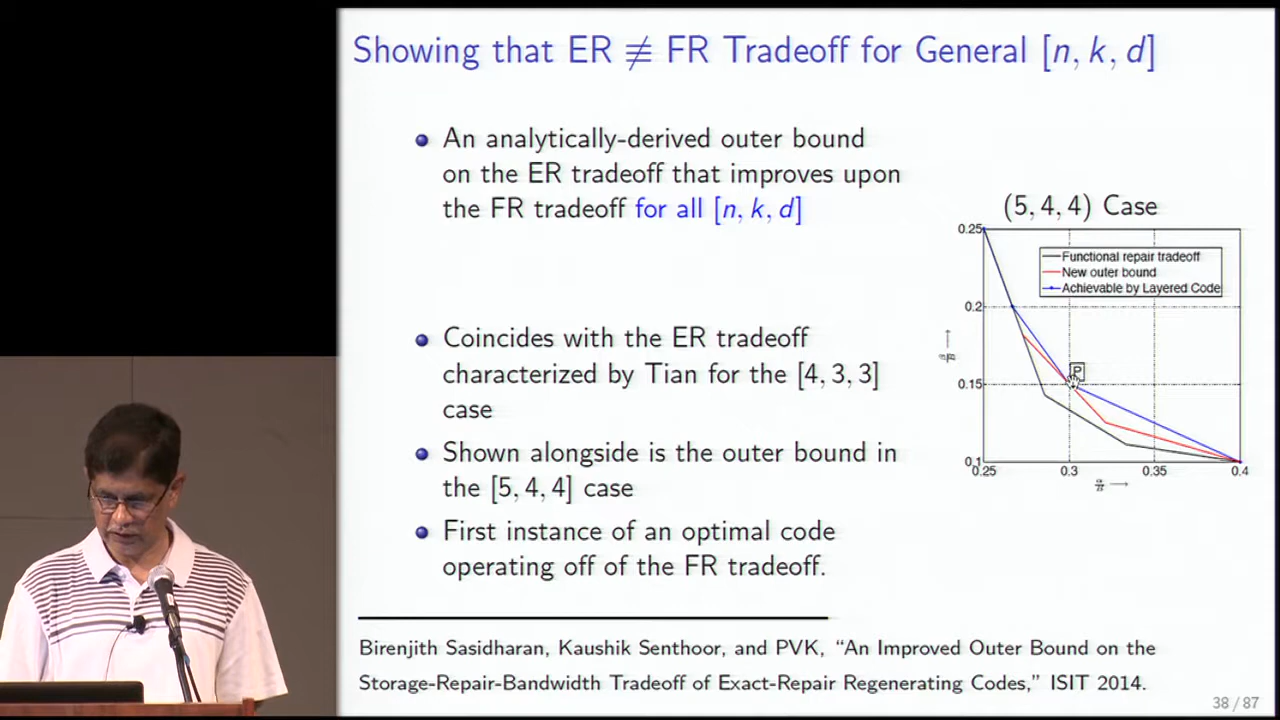 Showing that ER ≢ FR Tradeoff for General [n, k, d]
An analytically-derived outer bound
on the ER tradeoff that improves upon
the FR tradeoff for all [n, k, d]
Coincides with the ER tradeoff
characterized by Tian for the [4, 3, 3]
case
Shown alongside is the outer bound in
the [5, 4, 4] case
First instance of an optimal code
operating off of the FR tradeoff.
(5, 4, 4) Case
Functional repair tradeoff
New outer bound
Achievable by Layered Code
P
0.25
0.2
0.15
0.1
0.25 0.3 0.35 0.4
Birenjith Sasidharan, Kaushik Senthoor, and PVK, “An Improved Outer Bound on the
Storage-Repair-Bandwidth Tradeoff of Exact-Repair Regenerating Codes,” ISIT 2014.
38 / 87